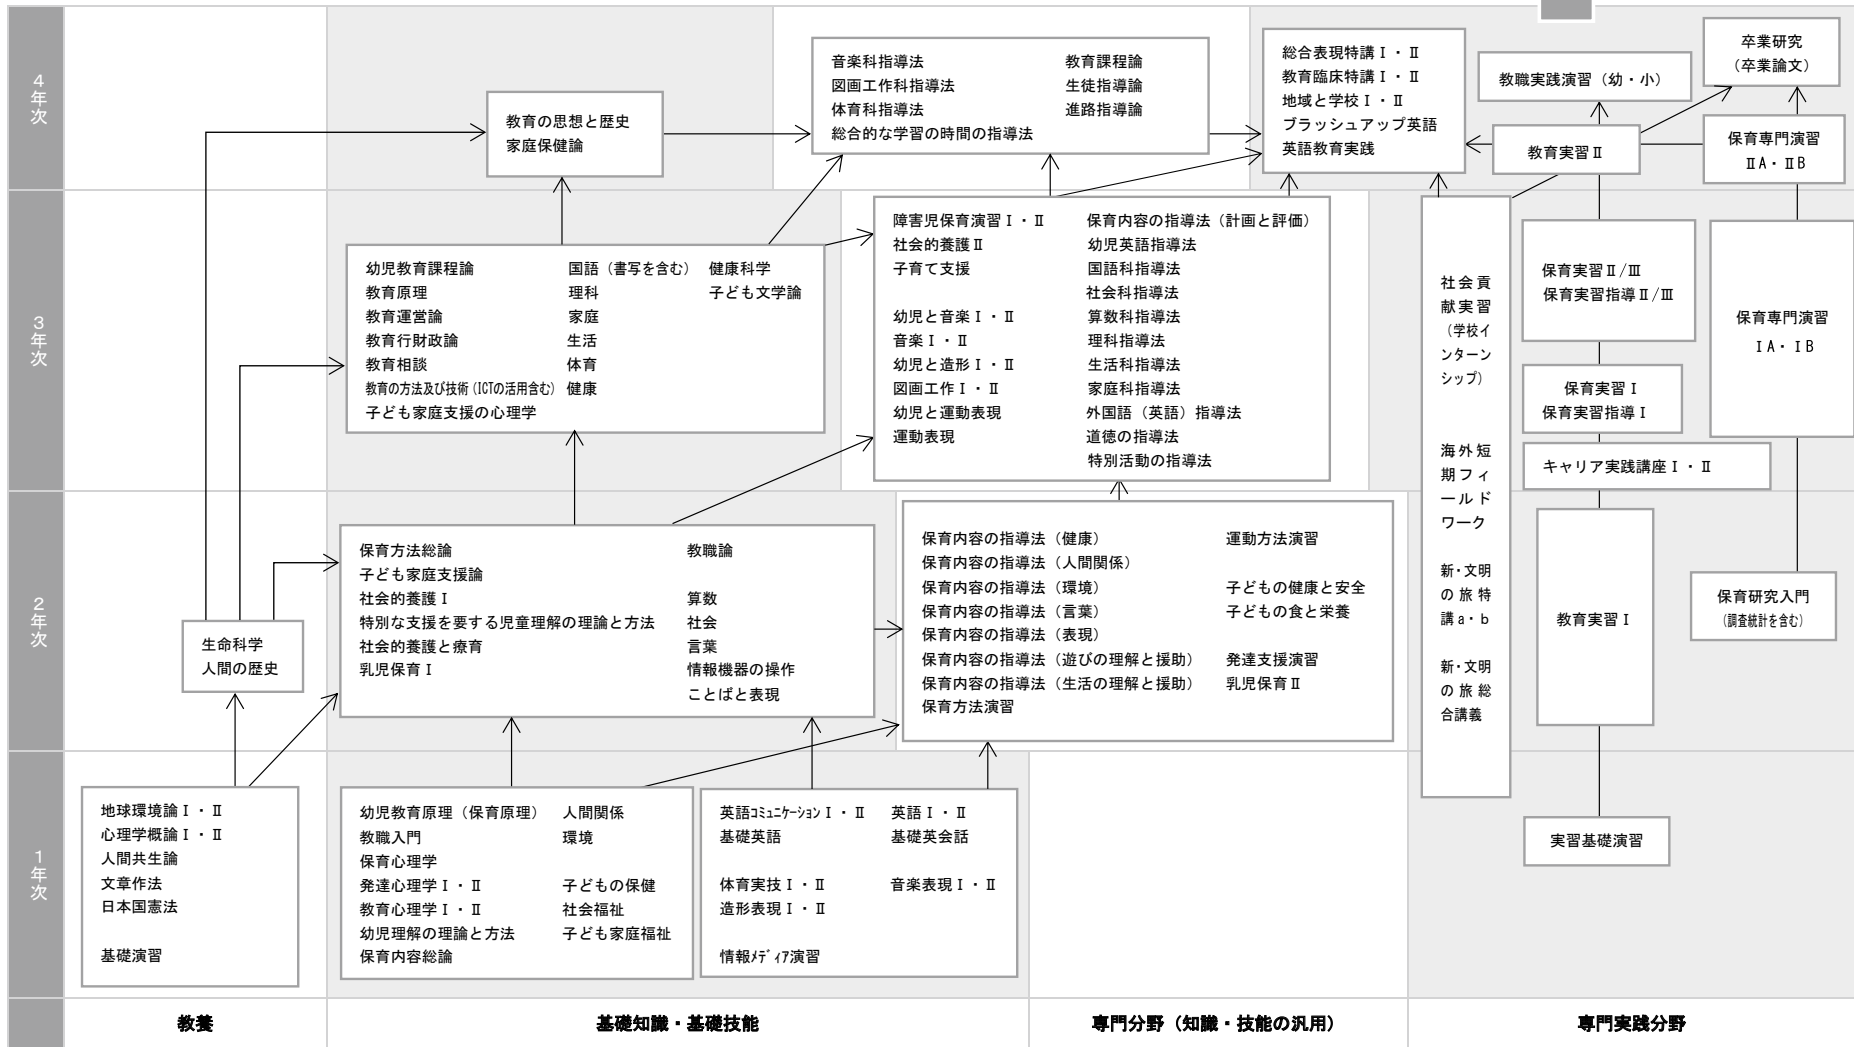 4年次
教育の思想と歴史
家庭保健論
音楽科指導法
図画工作科指導法
体育科指導法
総合的な学習の時間の指導法
教育課程論
生徒指導論
進路指導論
総合表現特講Ⅰ・Ⅱ
教育臨床特講Ⅰ・Ⅱ
地域と学校Ⅰ・Ⅱ
ブラッシュアップ英語
英語教育実践
教職実践演習（幼・小）
教育実習Ⅱ
卒業研究
（卒業論文）
保育専門演習
ⅡA・ⅡB
3年次
幼児教育課程論
教育原理
教育運営論
教育行財政論
教育相談
教育の方法及び技術（ICTの活用含む）
子ども家庭支援の心理学
国語（書写を含む）
理科
家庭
生活
体育
健康
健康科学
子ども文学論
障害児保育演習Ⅰ・Ⅱ
社会的養護Ⅱ
子育て支援
幼児と音楽Ⅰ・Ⅱ
音楽Ⅰ・Ⅱ
幼児と造形Ⅰ・Ⅱ
図画工作Ⅰ・Ⅱ
幼児と運動表現
運動表現
保育内容の指導法（計画と評価）
幼児英語指導法
国語科指導法
社会科指導法
算数科指導法
理科指導法
生活科指導法
家庭科指導法
外国語（英語）指導法
道徳の指導法
特別活動の指導法
社会貢
献実習
（学校イ
ンターン
シップ）
海外短
期フィ
ールド
ワーク
新・文明
の旅特
講a・b
新・文明
の旅総
合講義
保育実習Ⅱ/Ⅲ
保育実習指導Ⅱ/Ⅲ
保育実習Ⅰ
保育実習指導Ⅰ
キャリア実践講座Ⅰ・Ⅱ
保育専門演習
ⅠA・ⅠB
2年次
生命科学
人間の歴史
保育方法総論
子ども家庭支援論
社会的養護Ⅰ
特別な支援を要する児童理解の理論と方法
社会的養護と療育
乳児保育Ⅰ
教職論
算数
社会
言葉
情報機器の操作
ことばと表現
保育内容の指導法（健康）
保育内容の指導法（人間関係）
保育内容の指導法（環境）
保育内容の指導法（言葉）
保育内容の指導法（表現）
保育内容の指導法（遊びの理解と援助）
保育内容の指導法（生活の理解と援助）
保育方法演習
運動方法演習
子どもの健康と安全
子どもの食と栄養
発達支援演習
乳児保育Ⅱ
教育実習Ⅰ
保育研究入門
（調査統計を含む）
1年次
地球環境論Ⅰ・Ⅱ
心理学概論Ⅰ・Ⅱ
人間共生論
文章作法
日本国憲法
基礎演習
幼児教育原理（保育原理）
教職入門
保育心理学
発達心理学Ⅰ・Ⅱ
教育心理学Ⅰ・Ⅱ
幼児理解の理論と方法
保育内容総論
人間関係
環境
子どもの保健
社会福祉
子ども家庭福祉
英語ｺﾐｭﾆｹｰｼｮﾝⅠ・Ⅱ
基礎英語
体育実技Ⅰ・Ⅱ
造形表現Ⅰ・Ⅱ
情報ﾒﾃﾞｨｱ演習
英語Ⅰ・Ⅱ
基礎英会話
音楽表現Ⅰ・Ⅱ
実習基礎演習
教養
基礎知識・基礎技能
専門分野（知識・技能の汎用）
専門実践分野